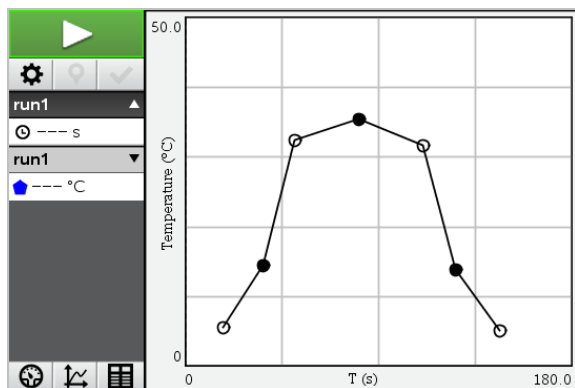 run1
--- s
run1
--- °C
50.0
Temperature (°C)
0
0
T (s)
180.0